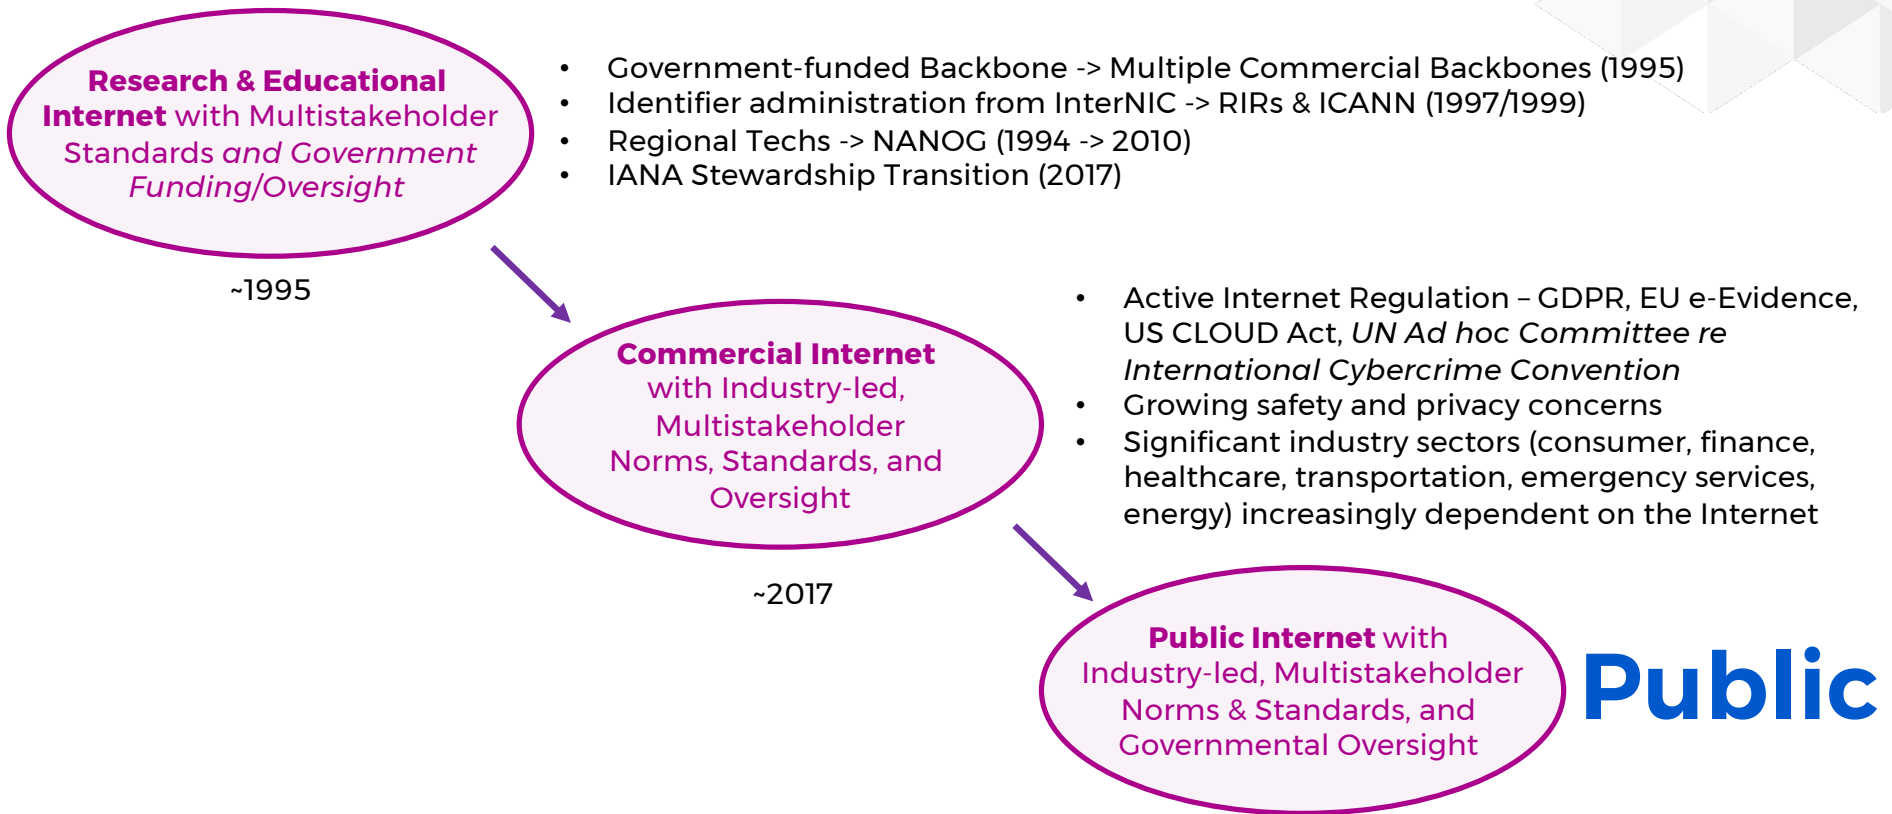 Research & Educational
Internet with Multistakeholder
Standards and Government
Funding/Oversight
~1995
• Government-funded Backbone -> Multiple Commercial Backbones (1995)
• Identifier administration from InterNIC -> RIRs & ICANN (1997/1999)
• Regional Techs -> NANOG (1994 -> 2010)
• IANA Stewardship Transition (2017)
Commercial Internet
with Industry-led,
Multistakeholder
Norms, Standards, and
Oversight
~2017
• Active Internet Regulation – GDPR, EU e-Evidence,
US CLOUD Act, UN Ad hoc Committee re
International Cybercrime Convention
• Growing safety and privacy concerns
• Significant industry sectors (consumer, finance,
healthcare, transportation, emergency services,
energy) increasingly dependent on the Internet
Public Internet with
Industry-led, Multistakeholder
Norms & Standards, and
Governmental Oversight
Public